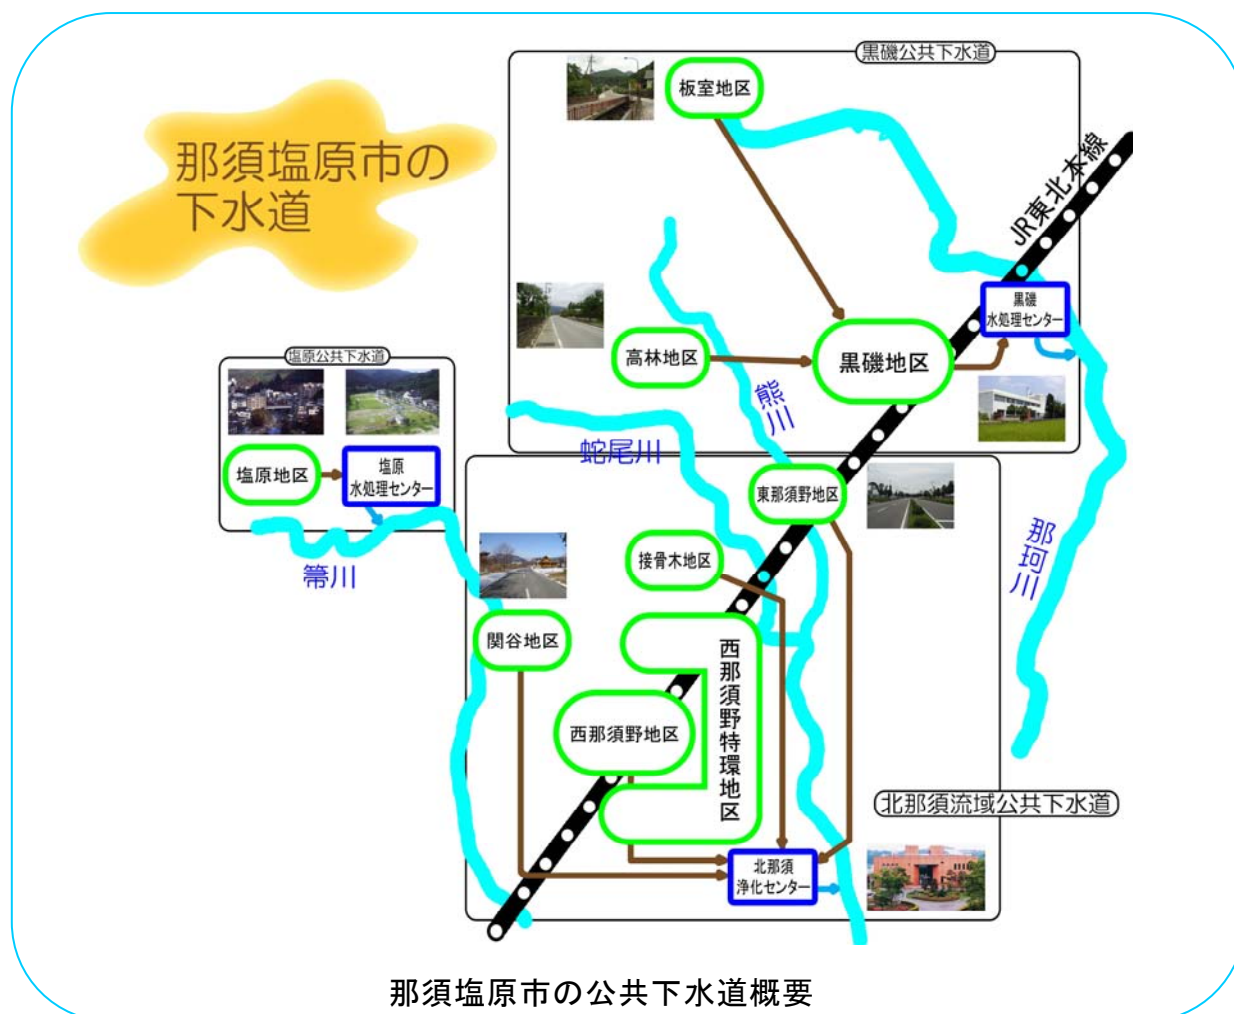 那須塩原市の
下水道
黒磯公共下水道
板室地区
JR東北本線
黒磯
水処理センター
高林地区
黒磯地区
熊川
塩原公共下水道
蛇尾川
塩原地区
塩原
水処理センター
東那須野地区
那珂川
箒川
接骨木地区
関谷地区
西那須野特環地区
西那須野地区
北那須流域公共下水道
北那須
浄化センター
那須塩原市の公共下水道概要